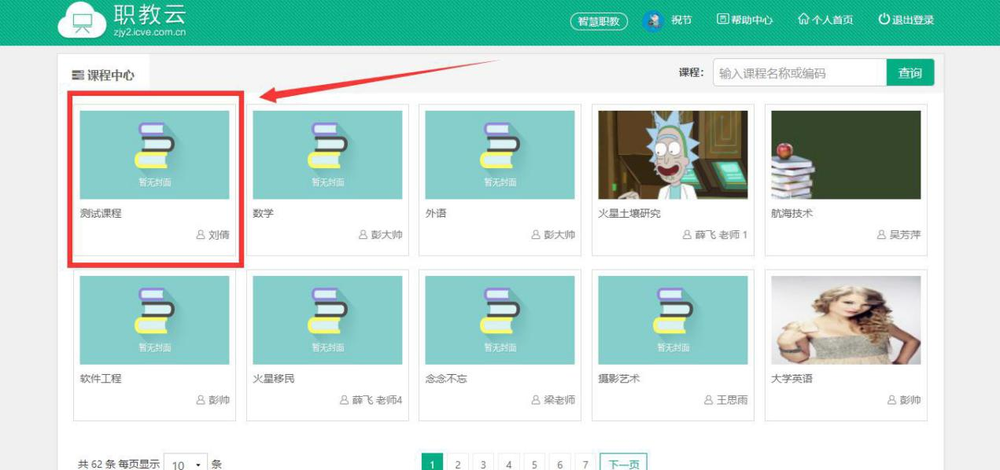 职教云
zjy2.icve.com.cn
智慧职教 祝节 帮助中心 个人首页 退出登录
课程中心 课程： 输入课程名称或编码 查询
暂无封面 暂无封面 暂无封面
测试课程 数学 外语 火星土壤研究 航海技术
刘倩 彭大帅 彭大帅 薛飞 老师 1 吴芳萍
暂无封面 暂无封面 暂无封面 暂无封面
软件工程 火星移民 念念不忘 摄影艺术 大学英语
彭帅 薛飞 老师4 梁老师 王思雨 彭帅
共 62 条 每页显示 10 条 1 2 3 4 5 6 7 下一页